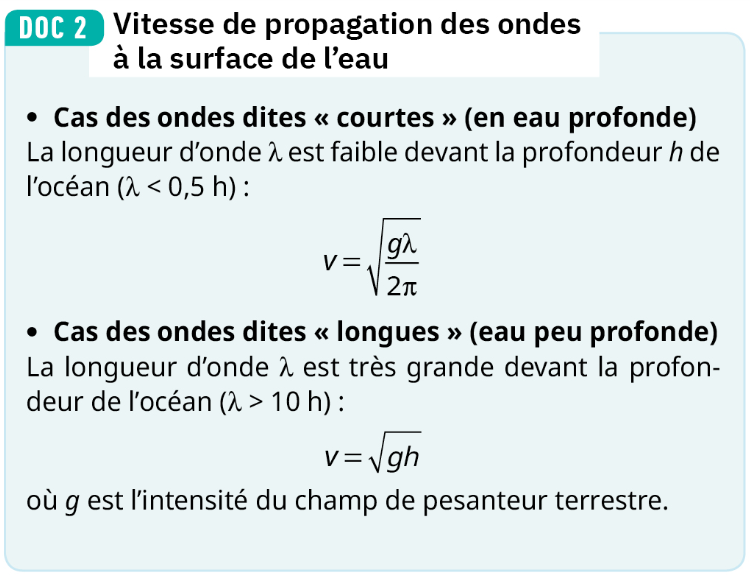 DOC 2 Vitesse de propagation des ondes
à la surface de l’eau
• Cas des ondes dites « courtes » (en eau profonde)
La longueur d’onde λ est faible devant la profondeur h de
l’océan (λ < 0,5 h) :
v = √(gλ / 2π)
• Cas des ondes dites « longues » (eau peu profonde)
La longueur d’onde λ est très grande devant la profon-
deur de l’océan (λ > 10 h) :
v = √gh
où g est l’intensité du champ de pesanteur terrestre.